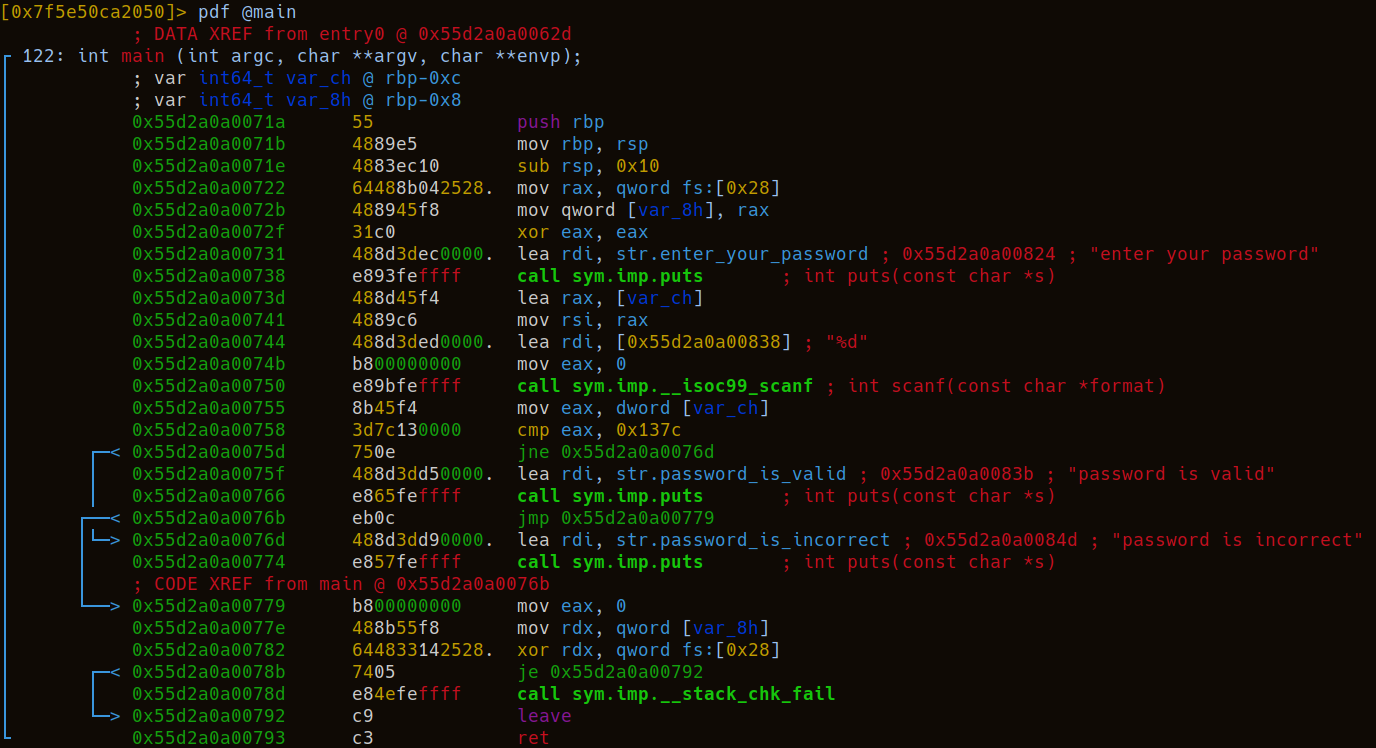 [0x7f5e50ca2050]> pdf @main
; DATA XREF from entry0 @ 0x55d2a0a0062d
122: int main (int argc, char **argv, char **envp);
; var int64_t var_ch @ rbp-0xc
; var int64_t var_8h @ rbp-0x8
0x55d2a0a0071a 55 push rbp
0x55d2a0a0071b 4889e5 mov rbp, rsp
0x55d2a0a0071e 4883ec10 sub rsp, 0x10
0x55d2a0a00722 64488b042528. mov rax, qword fs:[0x28]
0x55d2a0a0072b 488945f8 mov qword [var_8h], rax
0x55d2a0a0072f 31c0 xor eax, eax
0x55d2a0a00731 488d3dec0000. lea rdi, str.enter_your_password ; 0x55d2a0a00824 ; "enter your password"
0x55d2a0a00738 e893feffff call sym.imp.puts ; int puts(const char *s)
0x55d2a0a0073d 488d45f4 lea rax, [var_ch]
0x55d2a0a00741 4889c6 mov rsi, rax
0x55d2a0a00744 488d3ded0000. lea rdi, [0x55d2a0a00838] ; "%d"
0x55d2a0a0074b b800000000 mov eax, 0
0x55d2a0a00750 e89bfeffff call sym.imp.__isoc99_scanf ; int scanf(const char *format)
0x55d2a0a00755 8b45f4 mov eax, dword [var_ch]
0x55d2a0a00758 3d7c130000 cmp eax, 0x137c
0x55d2a0a0075d 750e jne 0x55d2a0a0076d
0x55d2a0a0075f 488d3dd50000. lea rdi, str.password_is_valid ; 0x55d2a0a0083b ; "password is valid"
0x55d2a0a00766 e865feffff call sym.imp.puts ; int puts(const char *s)
0x55d2a0a0076b eb0c jmp 0x55d2a0a00779
0x55d2a0a0076d 488d3dd90000. lea rdi, str.password_is_incorrect ; 0x55d2a0a0084d ; "password is incorrect"
0x55d2a0a00774 e857feffff call sym.imp.puts ; int puts(const char *s)
; CODE XREF from main @ 0x55d2a0a0076b
0x55d2a0a00779 b800000000 mov eax, 0
0x55d2a0a0077e 488b55f8 mov rdx, qword [var_8h]
0x55d2a0a00782 644833142528. xor rdx, qword fs:[0x28]
0x55d2a0a0078b 7405 je 0x55d2a0a00792
0x55d2a0a0078d e84efeffff call sym.imp.__stack_chk_fail
0x55d2a0a00792 c9 leave
0x55d2a0a00793 c3 ret